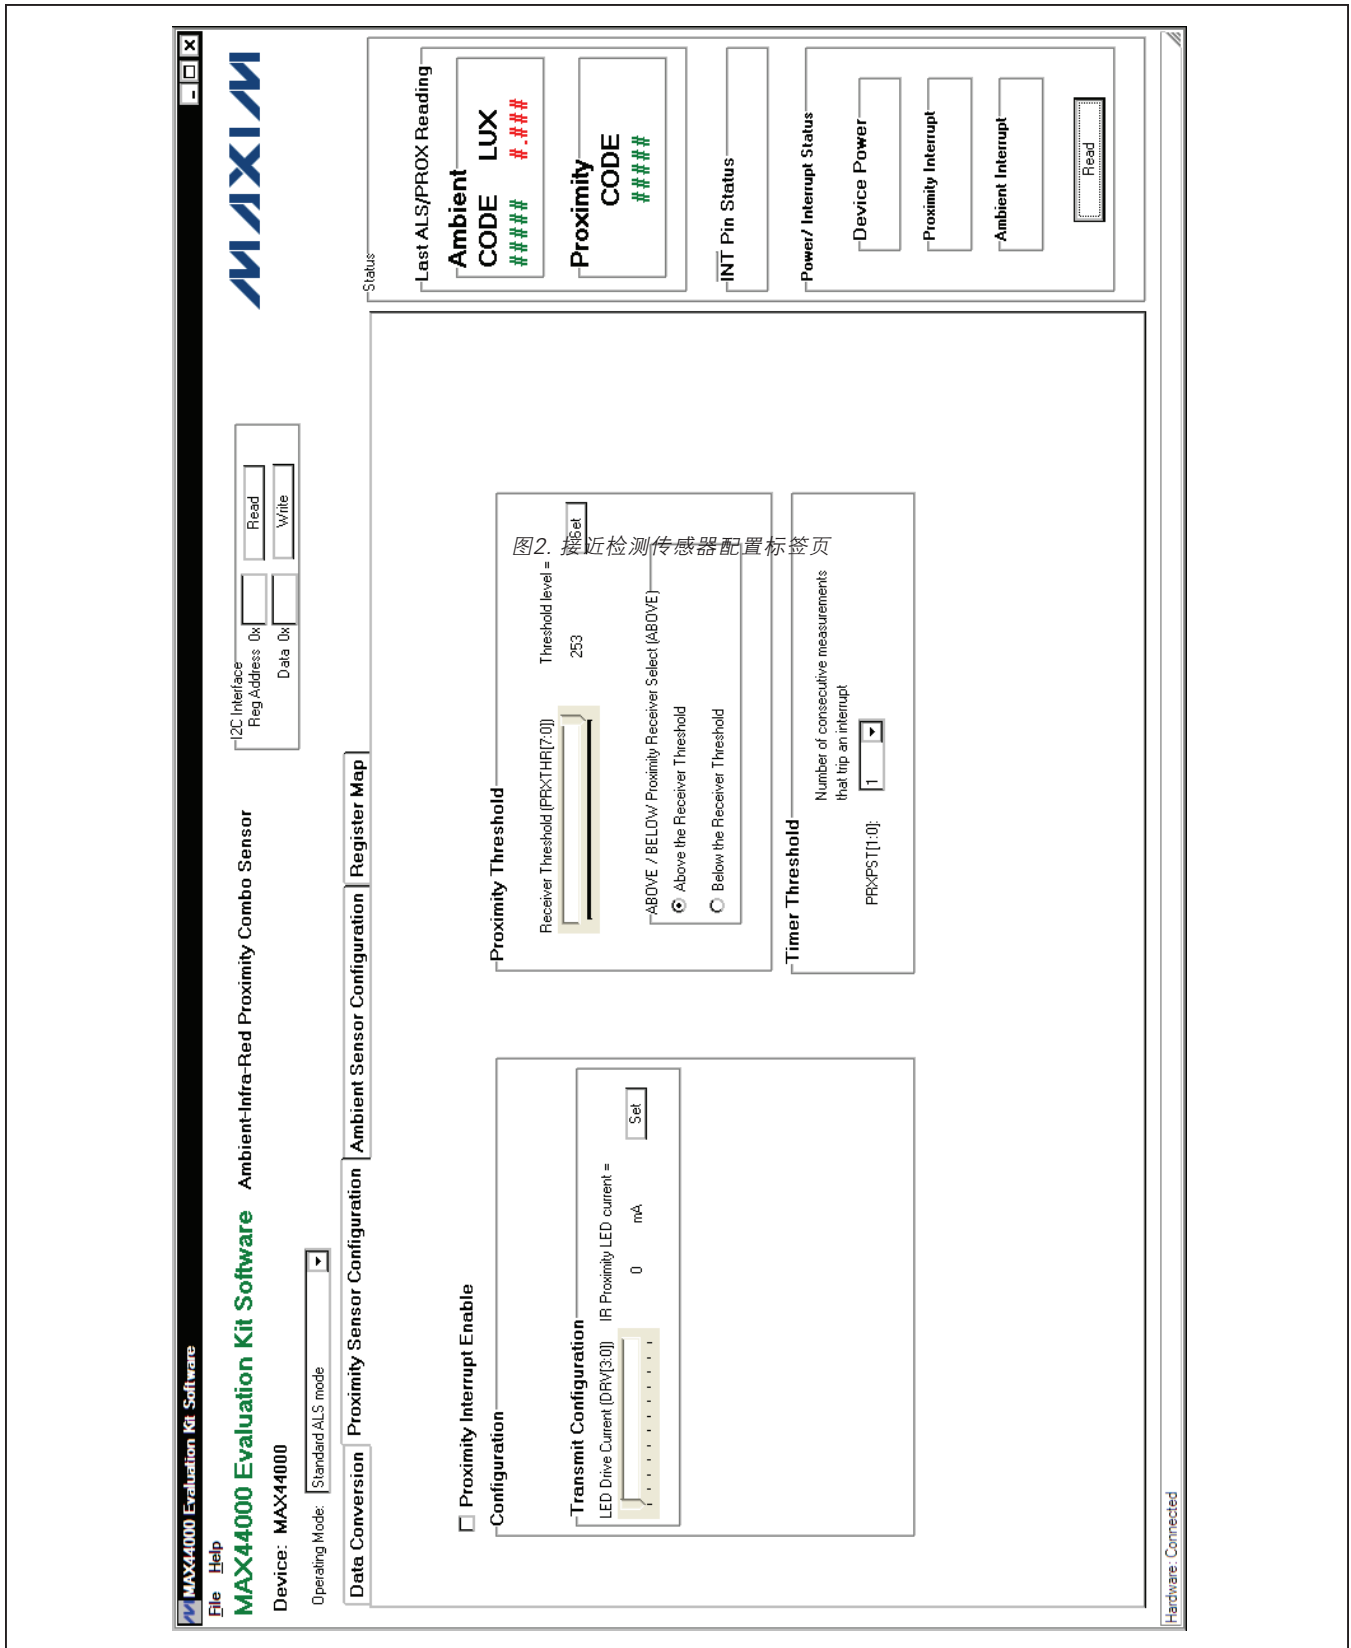 MAX44000 Evaluation Kit Software
File Help
MAXIM
MAX44000 Evaluation Kit Software Ambient-Infra-Red Proximity Combo Sensor
Device: MAX44000
Operating Mode: Standard ALS mode
I2C Interface
Reg Address 0x Read
Data 0x Write
Data Conversion Proximity Sensor Configuration Ambient Sensor Configuration Register Map
Proximity Interrupt Enable
Configuration
Transmit Configuration
LED Drive Current (DRV[3:0]) IR Proximity LED current =
0 mA Set
Proximity Threshold
Receiver Threshold (PRXTHR[7:0]) Threshold level =
253 Set
ABOVE / BELOW Proximity Receiver Select (ABOVE)
Above the Receiver Threshold
Below the Receiver Threshold
Timer Threshold
Number of consecutive measurements
that trip an interrupt
PRXPST[1:0]: 1
Status
Last ALS/PROX Reading
Ambient
CODE LUX
##### #.###
Proximity
CODE
#####
INT Pin Status
Power/ Interrupt Status
Device Power
Proximity Interrupt
Ambient Interrupt
Read
Hardware: Connected
图2. 接近检测传感器配置标签页